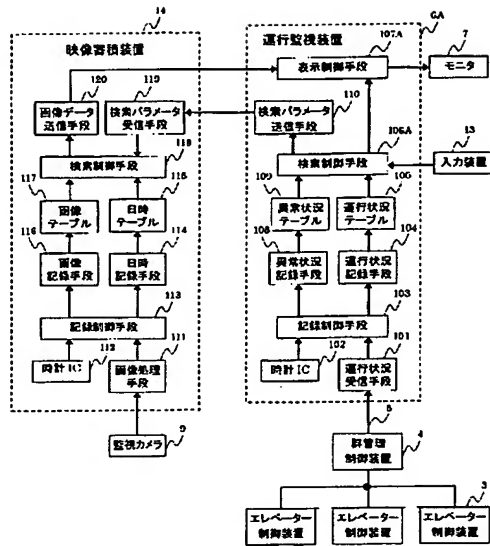 14
映像蓄積装置
120
119
画像データ
送信手段
検索パラメータ
受信手段
118
検索制御手段
117
115
画像
テーブル
日時
テーブル
116
114
画像
記録手段
日時
記録手段
113
記録制御手段
112
111
時計IC
画像処理
手段
9
監視カメラ
6A
運行監視装置
107A
表示制御手段
7
モニタ
110
検索パラメータ
送信手段
106A
検索制御手段
13
入力装置
109
105
異常状況
テーブル
運行状況
テーブル
108
104
異常状況
記録手段
運行状況
記録手段
103
記録制御手段
102
101
時計IC
運行状況
受信手段
5
4
群管理
制御装置
3
エレベーター
制御装置
エレベーター
制御装置
エレベーター
制御装置